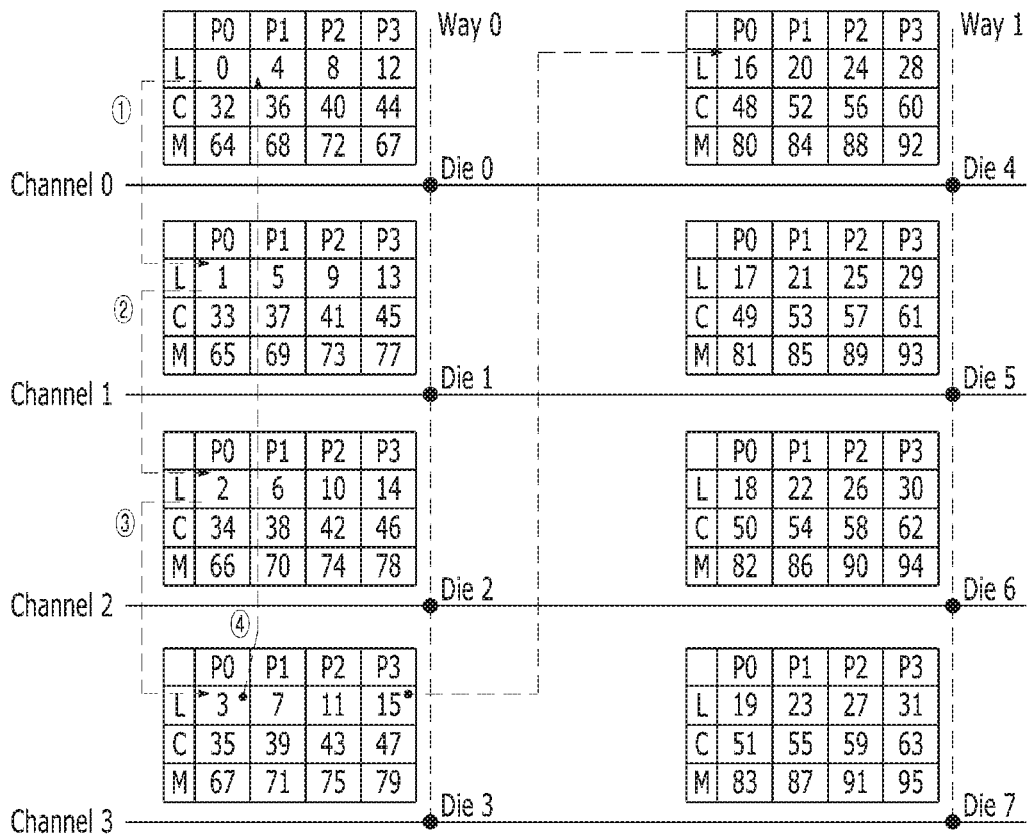 P0 P1 P2 P3 Way 0 P0 P1 P2 P3 Way 1
L 0 4 8 12 L 16 20 24 28
① C 32 36 40 44 C 48 52 56 60
M 64 68 72 67 M 80 84 88 92
Channel 0 Die 0 Die 4
P0 P1 P2 P3 P0 P1 P2 P3
L 1 5 9 13 L 17 21 25 29
② C 33 37 41 45 C 49 53 57 61
M 65 69 73 77 M 81 85 89 93
Channel 1 Die 1 Die 5
P0 P1 P2 P3 P0 P1 P2 P3
L 2 6 10 14 L 18 22 26 30
③ C 34 38 42 46 C 50 54 58 62
M 66 70 74 78 M 82 86 90 94
Channel 2 Die 2 Die 6
④
P0 P1 P2 P3 P0 P1 P2 P3
L 3 7 11 15 L 19 23 27 31
C 35 39 43 47 C 51 55 59 63
M 67 71 75 79 M 83 87 91 95
Channel 3 Die 3 Die 7